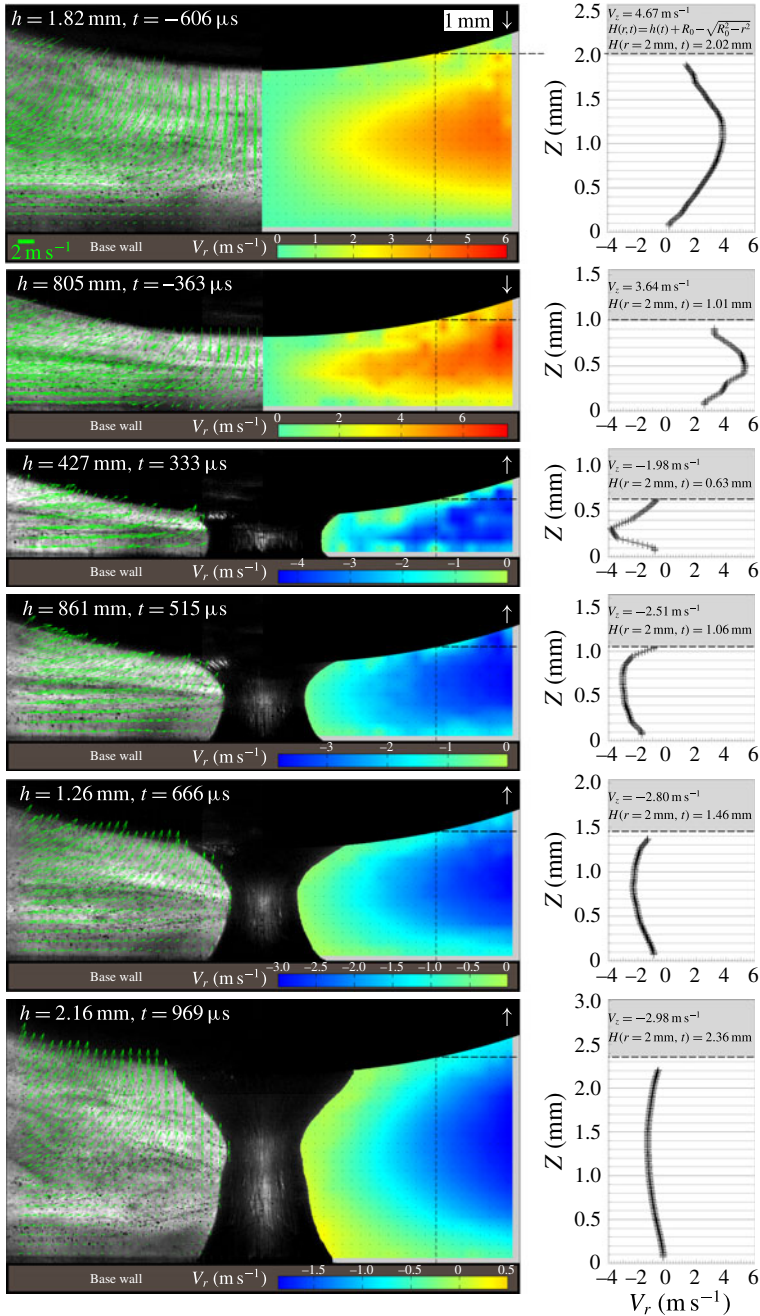 h = 1.82 mm, t = −606 μs
1 mm ↓
2 m s⁻¹
Base wall
V_r (m s⁻¹)
0 1 2 3 4 5 6
V_z = 4.67 m s⁻¹
H(r,t) = h(t) + R₀ − √(R₀² − r²)
H(r = 2 mm, t) = 2.02 mm
Z (mm)
2.5
2.0
1.5
1.0
0.5
0
−4 −2 0 2 4 6
h = 805 mm, t = −363 μs
↓
Base wall
V_r (m s⁻¹)
0 2 4 6
V_z = 3.64 m s⁻¹
H(r = 2 mm, t) = 1.01 mm
Z (mm)
1.5
1.0
0.5
0
−4 −2 0 2 4 6
h = 427 mm, t = 333 μs
↑
Base wall
V_r (m s⁻¹)
−4 −3 −2 −1 0
V_z = −1.98 m s⁻¹
H(r = 2 mm, t) = 0.63 mm
Z (mm)
1.0
0.5
0
−4 −2 0 2 4 6
h = 861 mm, t = 515 μs
↑
Base wall
V_r (m s⁻¹)
−3 −2 −1 0
V_z = −2.51 m s⁻¹
H(r = 2 mm, t) = 1.06 mm
Z (mm)
1.5
1.0
0.5
0
−4 −2 0 2 4 6
h = 1.26 mm, t = 666 μs
↑
Base wall
V_r (m s⁻¹)
−3.0 −2.5 −2.0 −1.5 −1.0 −0.5 0
V_z = −2.80 m s⁻¹
H(r = 2 mm, t) = 1.46 mm
Z (mm)
2.0
1.5
1.0
0.5
0
−4 −2 0 2 4 6
h = 2.16 mm, t = 969 μs
↑
Base wall
V_r (m s⁻¹)
−1.5 −1.0 −0.5 0 0.5
V_z = −2.98 m s⁻¹
H(r = 2 mm, t) = 2.36 mm
Z (mm)
3.0
2.5
2.0
1.5
1.0
0.5
0
−4 −2 0 2 4 6
V_r (m s⁻¹)